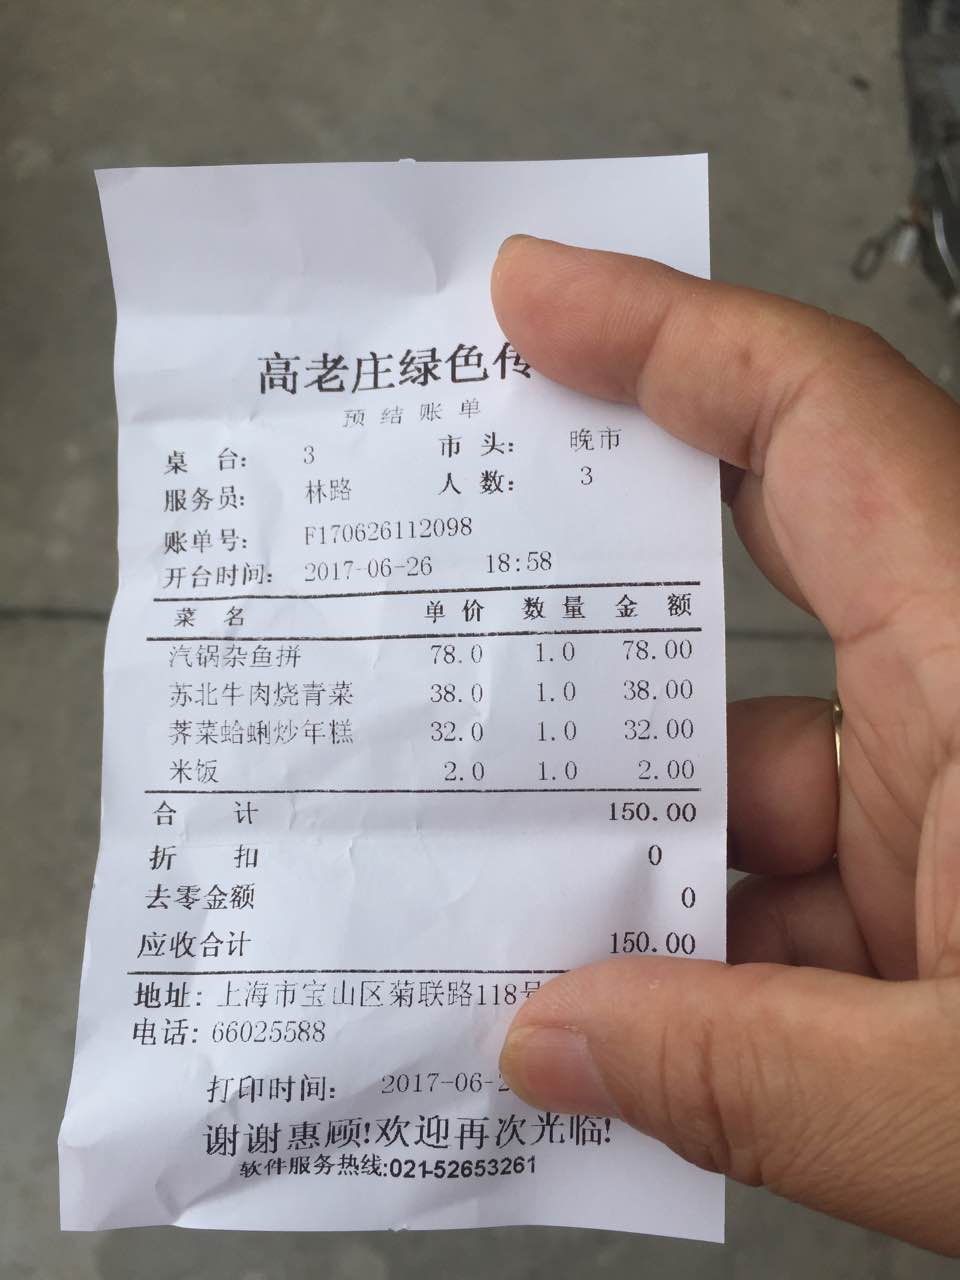 高老庄绿色传
预结账单
桌 台: 3 市 头: 晚市
服务员: 林路 人 数: 3
账单号: F170626112098
开台时间: 2017-06-26 18:58
菜 名 单 价 数 量 金 额
汽锅杂鱼拼 78.0 1.0 78.00
苏北牛肉烧青菜 38.0 1.0 38.00
荠菜蛤蜊炒年糕 32.0 1.0 32.00
米饭 2.0 1.0 2.00
合 计 150.00
折 扣 0
去零金额 0
应收合计 150.00
地址: 上海市宝山区菊联路118号
电话: 66025588
打印时间: 2017-06-2
谢谢惠顾!欢迎再次光临!
软件服务热线:021-52653261